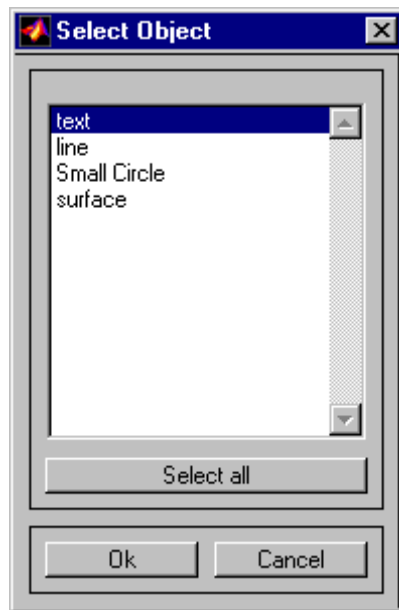 Select Object
text
line
Small Circle
surface
Select all
Ok Cancel